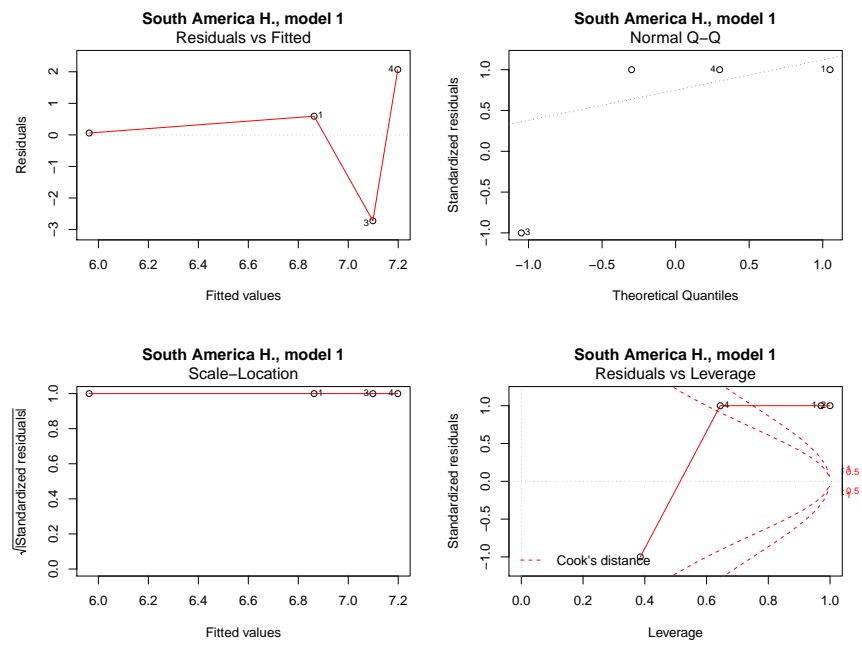 South America H., model 1
Residuals vs Fitted
Residuals
2
1
0
−1
−2
−3
4
1
3
6.0 6.2 6.4 6.6 6.8 7.0 7.2
Fitted values
South America H., model 1
Normal Q−Q
Standardized residuals
1.0
0.5
0.0
−0.5
−1.0
4
1
3
−1.0 −0.5 0.0 0.5 1.0
Theoretical Quantiles
South America H., model 1
Scale−Location
√|Standardized residuals|
1.0
0.8
0.6
0.4
0.2
0.0
1 3 4
6.0 6.2 6.4 6.6 6.8 7.0 7.2
Fitted values
South America H., model 1
Residuals vs Leverage
Standardized residuals
1.0
0.5
0.0
−0.5
−1.0
4 1 2
1
0.5
0.5
1
Cook's distance
0.0 0.2 0.4 0.6 0.8 1.0
Leverage